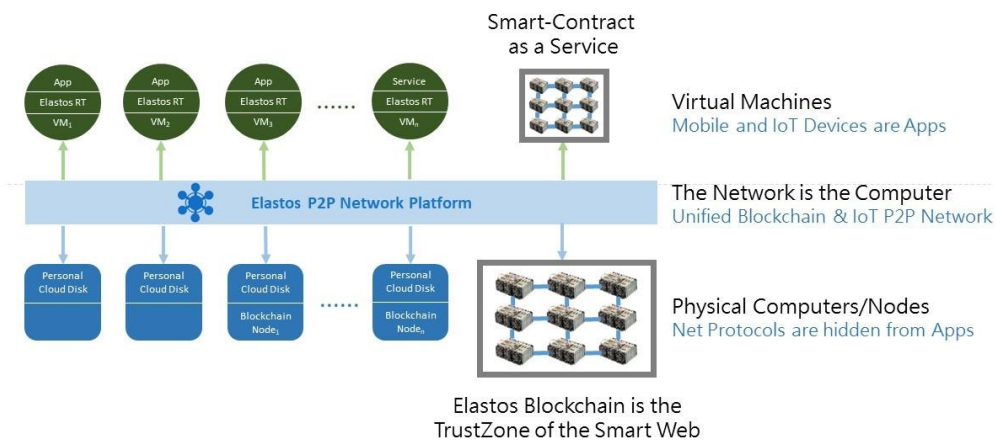 Smart-Contract
as a Service
App
Elastos RT
VM₁
App
Elastos RT
VM₂
App
Elastos RT
VM₃
......
Service
Elastos RT
VMₙ
Virtual Machines
Mobile and IoT Devices are Apps
Elastos P2P Network Platform
The Network is the Computer
Unified Blockchain & IoT P2P Network
Personal
Cloud Disk
Personal
Cloud Disk
Personal
Cloud Disk
Blockchain
Node₁
......
Personal
Cloud Disk
Blockchain
Nodeₙ
Physical Computers/Nodes
Net Protocols are hidden from Apps
Elastos Blockchain is the
TrustZone of the Smart Web